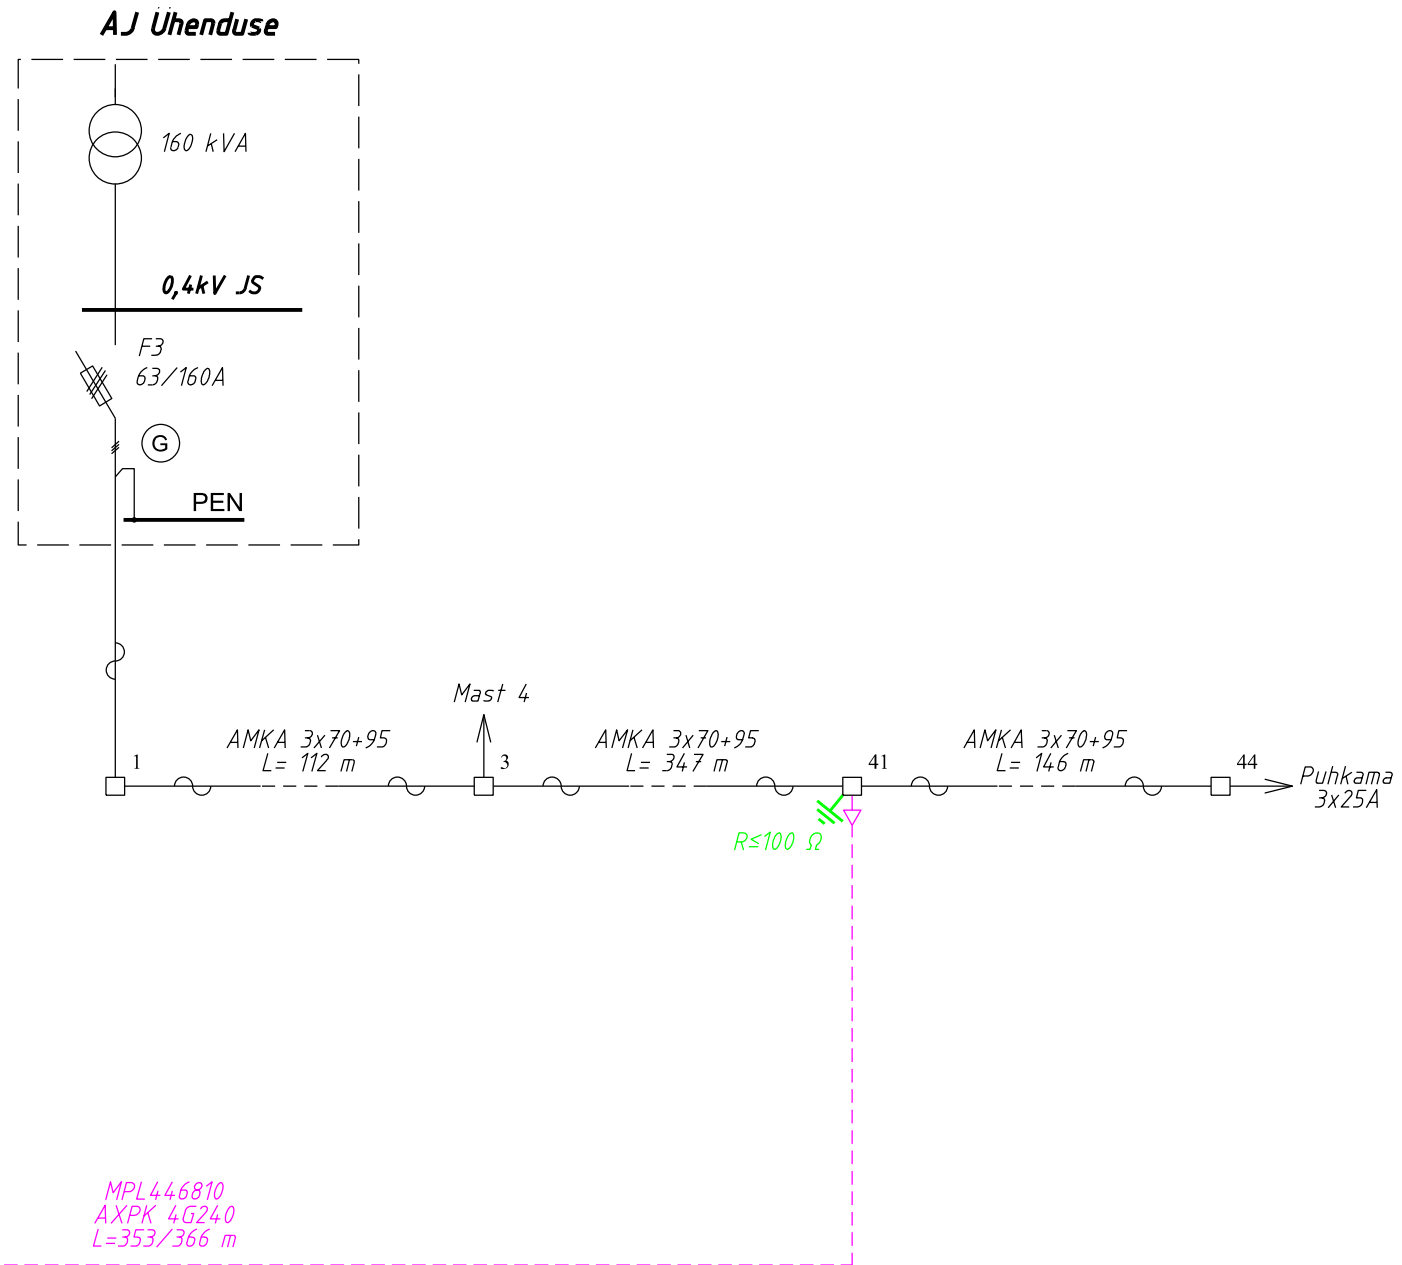 AJ Ühenduse
160 kVA
0,4kV JS
F3
63/160A
G
PEN
Mast 4
AMKA 3x70+95
L= 112 m
AMKA 3x70+95
L= 347 m
AMKA 3x70+95
L= 146 m
1
3
41
44
Puhkama
3x25A
R≤100 Ω
MPL446810
AXPK 4G240
L=353/366 m